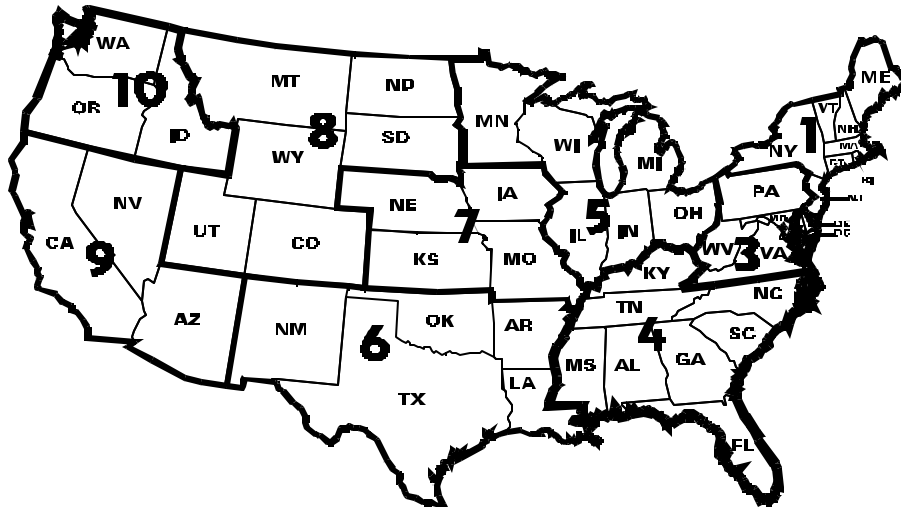 WA
MT
ND
ME
MN
VT
10
OR
8
1
NH
ID
SD
WI
NY
WY
MI
PA
IA
NE
NV
5
OH
7
UT
IL
IN
WV
3
VA
CA
CO
9
KS
MO
KY
NC
TN
AZ
NM
OK
AR
4
SC
6
MS
AL
GA
LA
TX
FL